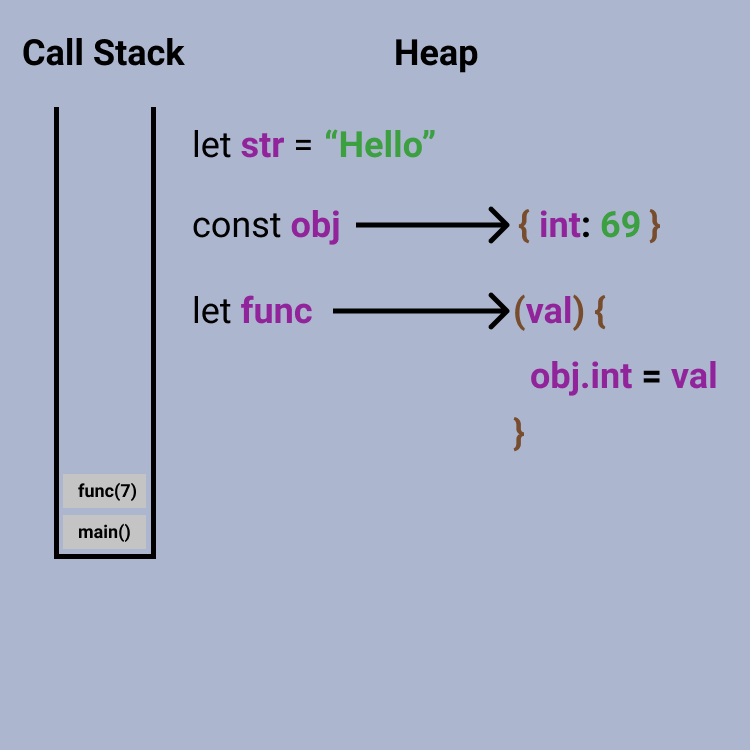 Call Stack
Heap
let str = “Hello”
const obj { int: 69 }
let func (val) {
obj.int = val
}
func(7)
main()